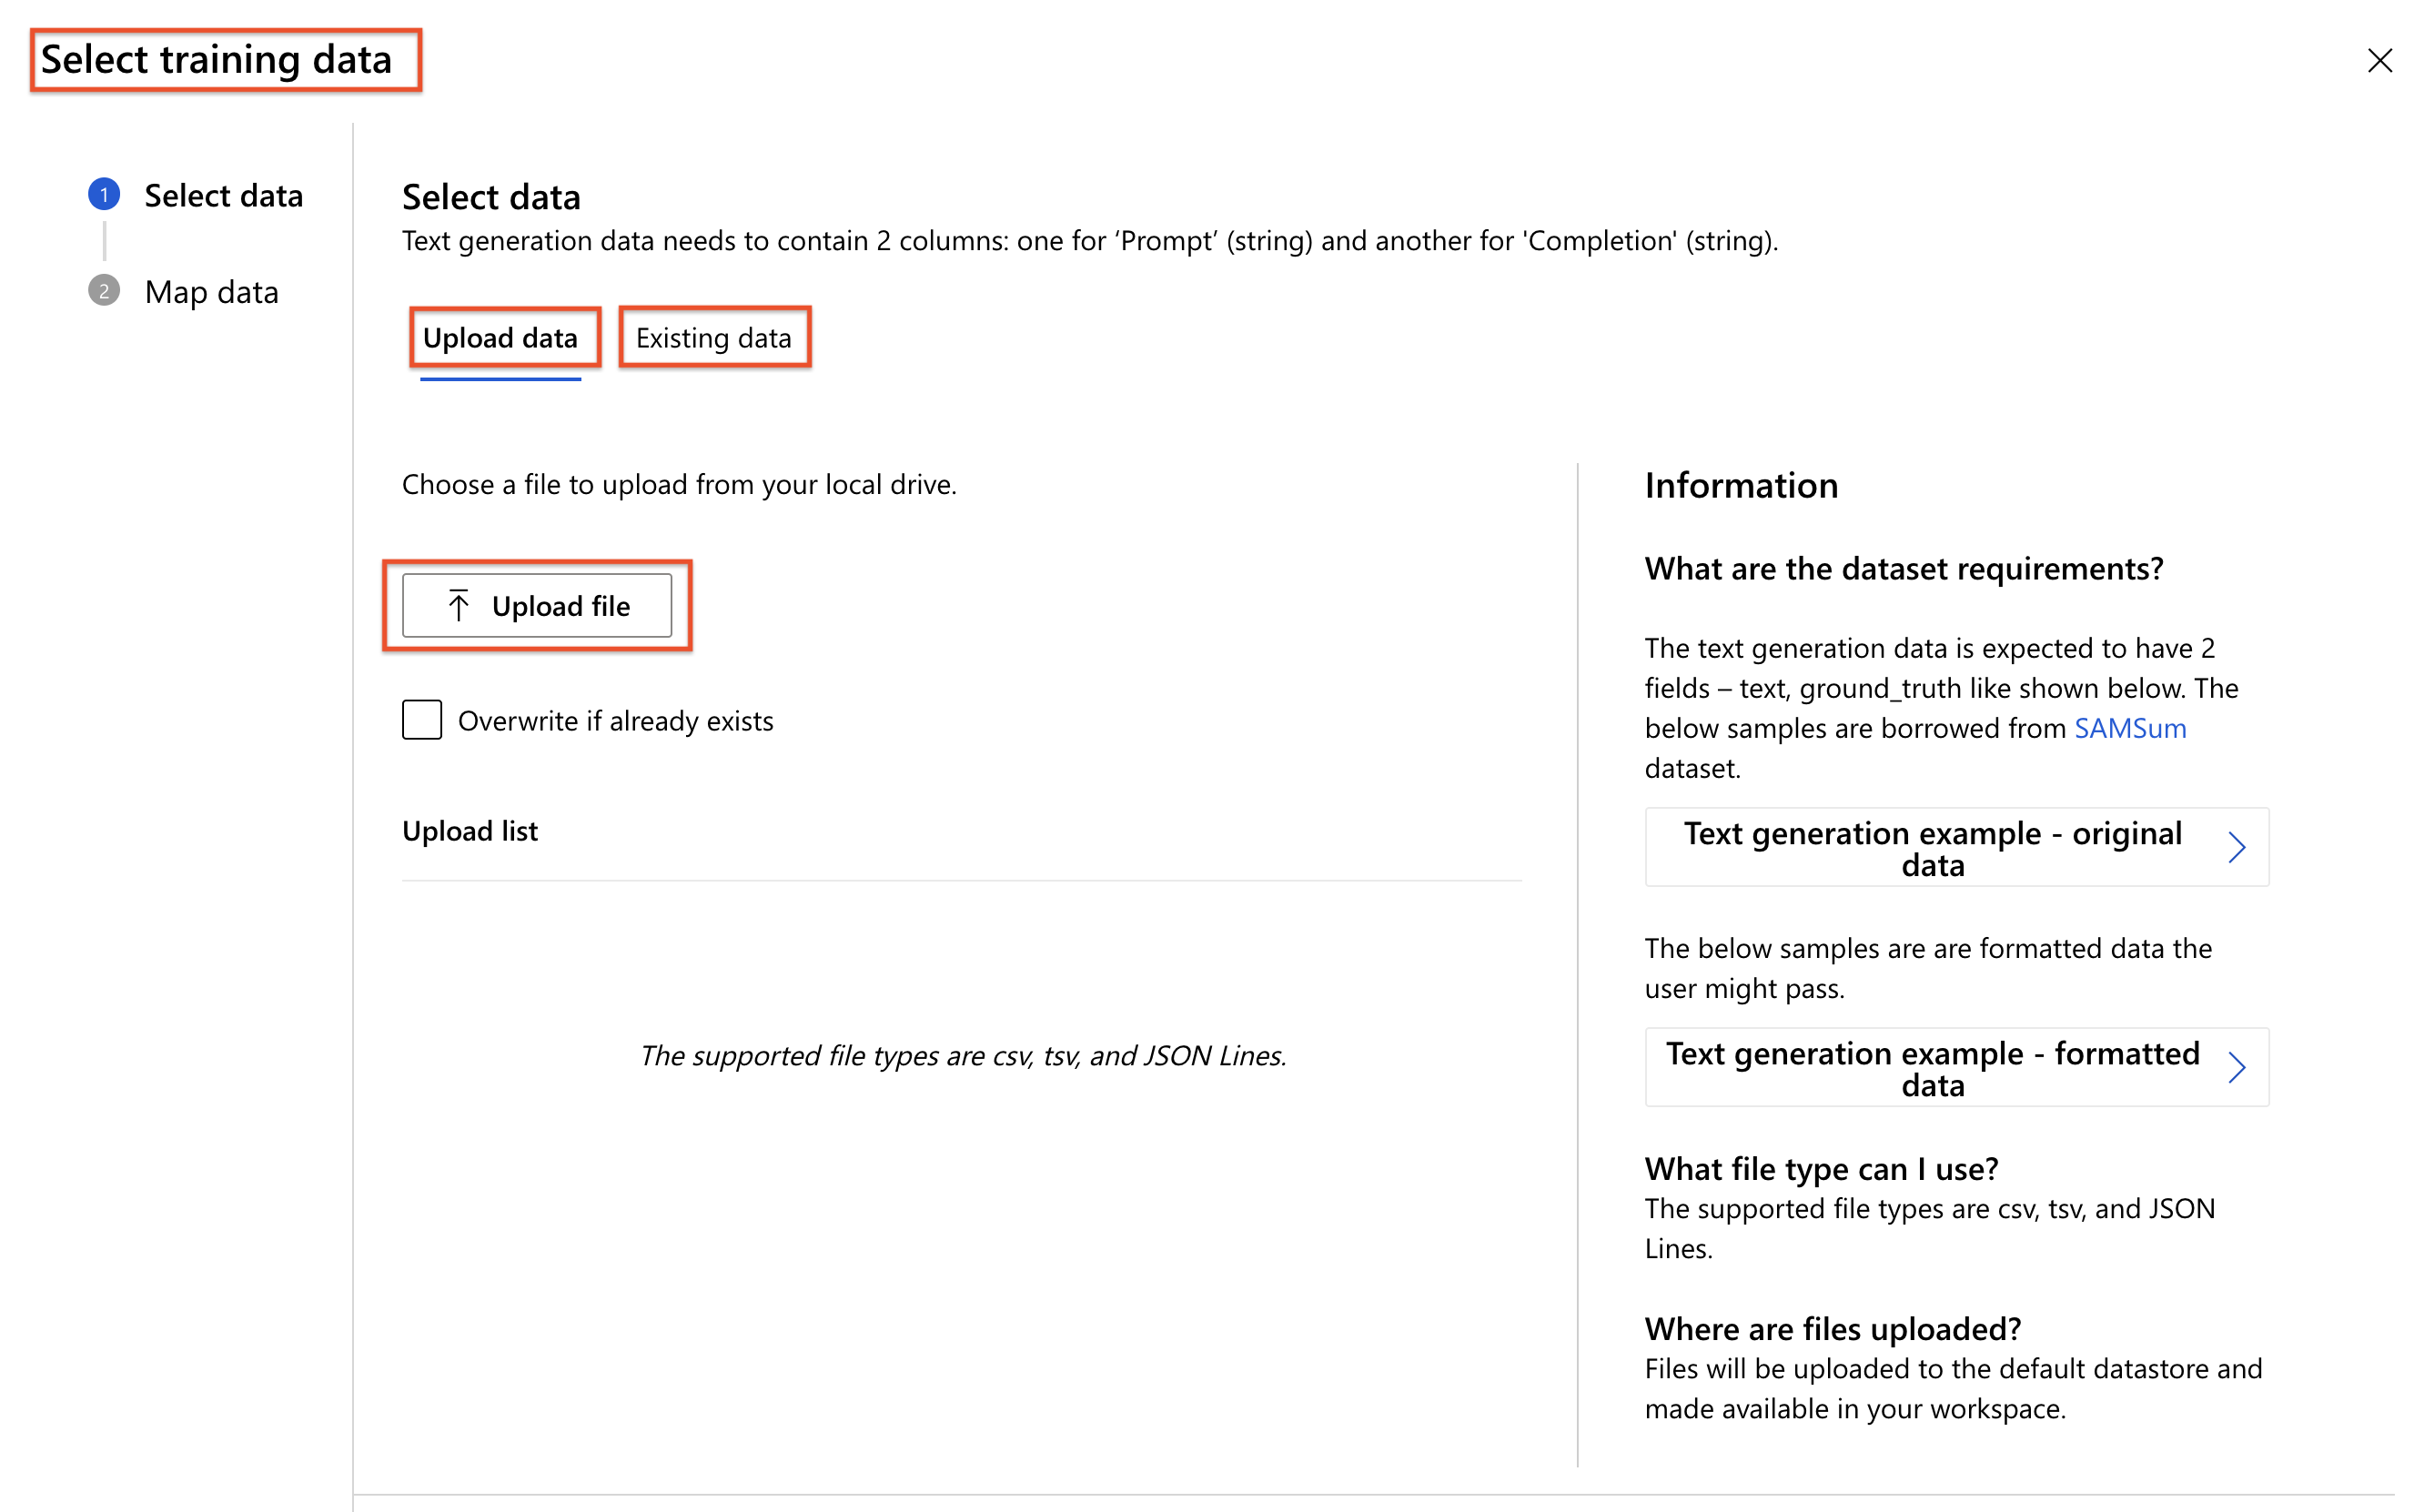 Select training data
1 Select data
2 Map data
Select data
Text generation data needs to contain 2 columns: one for ‘Prompt’ (string) and another for 'Completion' (string).
Upload data
Existing data
Choose a file to upload from your local drive.
Upload file
Overwrite if already exists
Upload list
The supported file types are csv, tsv, and JSON Lines.
Information
What are the dataset requirements?
The text generation data is expected to have 2
fields – text, ground_truth like shown below. The
below samples are borrowed from SAMSum
dataset.
Text generation example - original
data
The below samples are are formatted data the
user might pass.
Text generation example - formatted
data
What file type can I use?
The supported file types are csv, tsv, and JSON
Lines.
Where are files uploaded?
Files will be uploaded to the default datastore and
made available in your workspace.